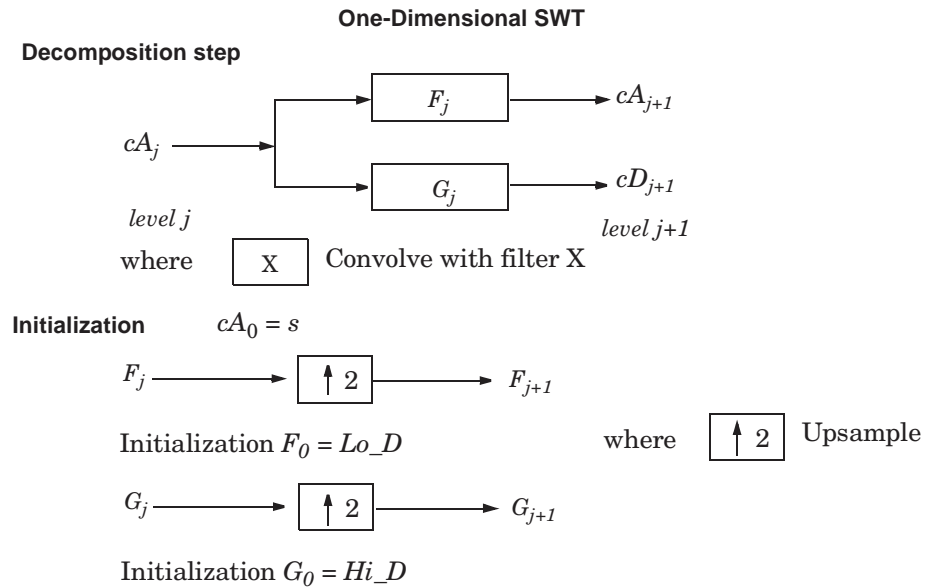 One-Dimensional SWT
Decomposition step
F_j
cA_{j+1}
cA_j
G_j
cD_{j+1}
level j
level j+1
where X Convolve with filter X
Initialization cA_0 = s
F_j ↑ 2 F_{j+1}
Initialization F_0 = Lo_D where ↑ 2 Upsample
G_j ↑ 2 G_{j+1}
Initialization G_0 = Hi_D